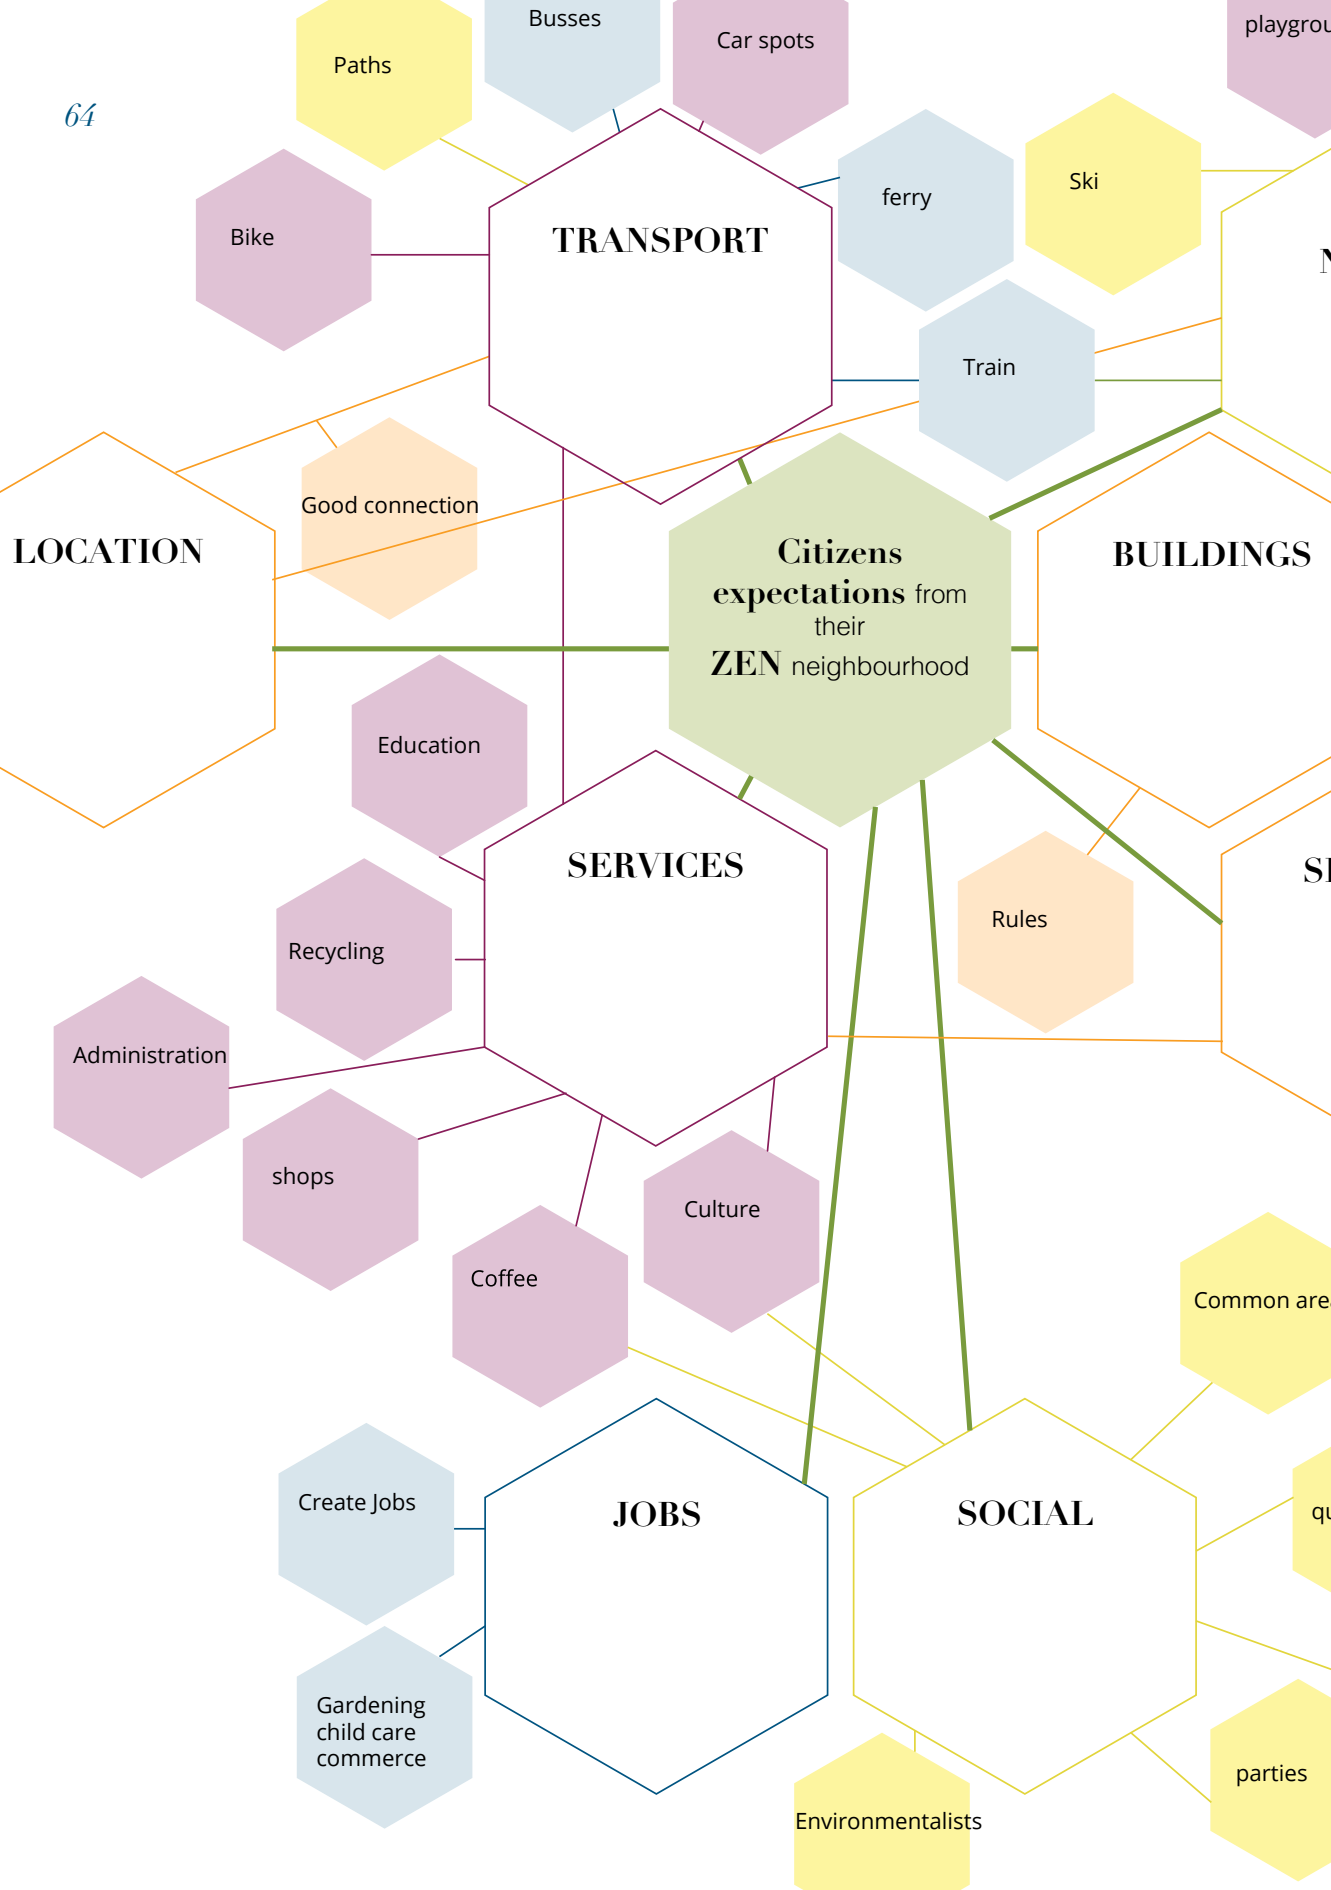 Busses
Car spots
Paths
64
ferry
Ski
Bike
TRANSPORT
Train
Good connection
LOCATION
Citizens
expectations from
their
ZEN neighbourhood
BUILDINGS
Education
SERVICES
Rules
Recycling
Administration
shops
Culture
Coffee
Common
Create Jobs
JOBS
SOCIAL
Gardening
child care
commerce
parties
Environmentalists